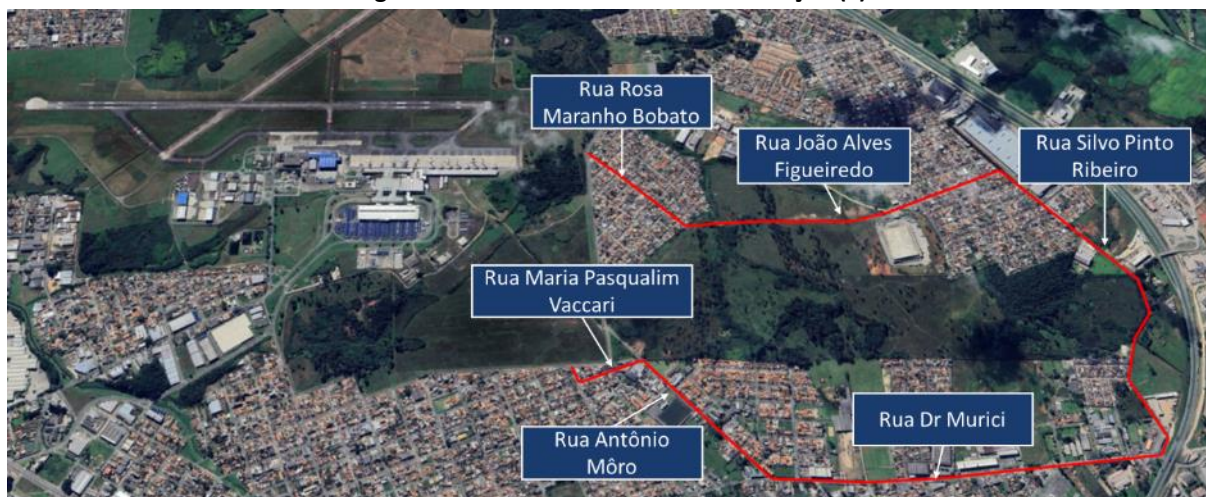 Rua Rosa
Maranho Bobato
Rua João Alves
Figueiredo
Rua Silvo Pinto
Ribeiro
Rua Maria Pasqualim
Vaccari
Rua Antônio
Môro
Rua Dr Murici